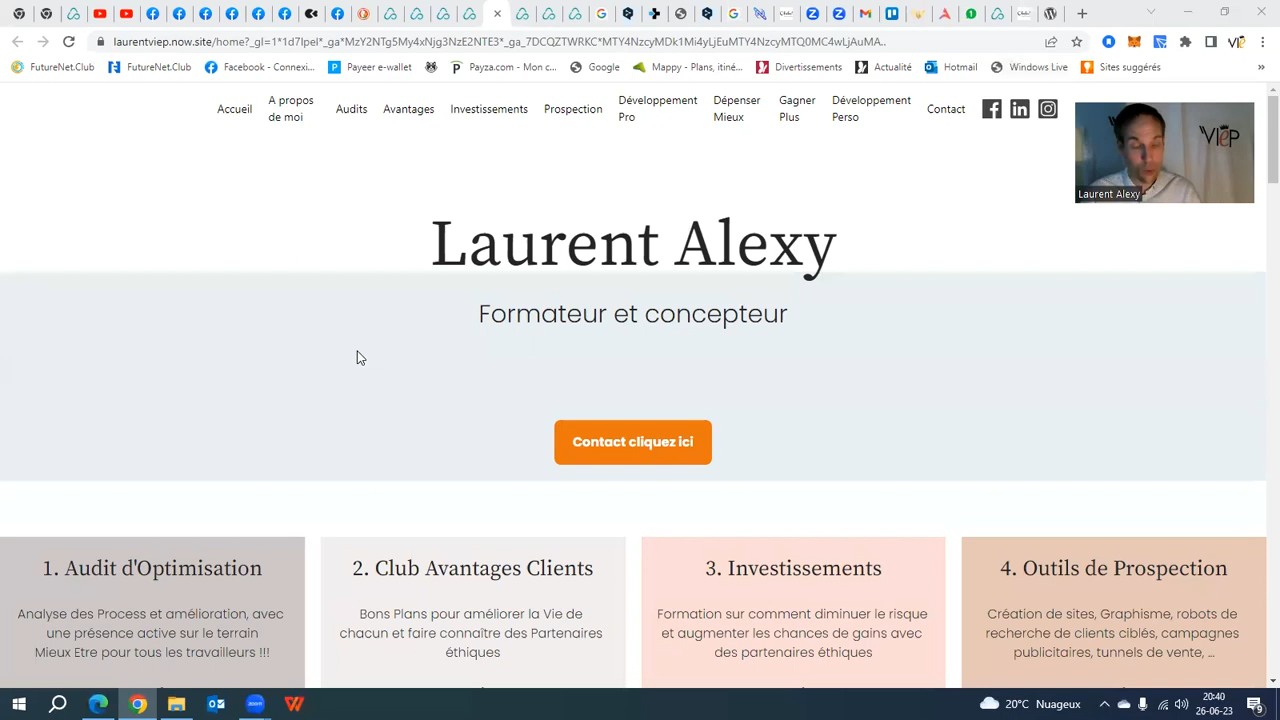 laurentviep.now.site/home?_gl=1*1d7lpel*_ga*MzY2NTg5My4xNjg3NzE2NTE3*_ga_7DCQZTWRKC*MTY4NzcyMDk1Mi4yLjEuMTY4NzcyMTQ0MC4wLjAuMA..
FutureNet.Club
FutureNet.Club
Facebook - Connexi...
Payeer e-wallet
Payza.com - Mon c...
Google
Mappy - Plans, itiné...
Divertissements
Actualité
Hotmail
Windows Live
Sites suggérés
»
Accueil
A propos
de moi
Audits
Avantages
Investissements
Prospection
Développement
Pro
Dépenser
Mieux
Gagner
Plus
Développement
Perso
Contact
VIEP
Laurent Alexy
Laurent Alexy
Formateur et concepteur
Contact cliquez ici
1. Audit d'Optimisation
Analyse des Process et amélioration, avec
une présence active sur le terrain
Mieux Etre pour tous les travailleurs !!!
2. Club Avantages Clients
Bons Plans pour améliorer la Vie de
chacun et faire connaître des Partenaires
éthiques
3. Investissements
Formation sur comment diminuer le risque
et augmenter les chances de gains avec
des partenaires éthiques
4. Outils de Prospection
Création de sites, Graphisme, robots de
recherche de clients ciblés, campagnes
publicitaires, tunnels de vente, ...
20°C Nuageux
20:40
26-06-23